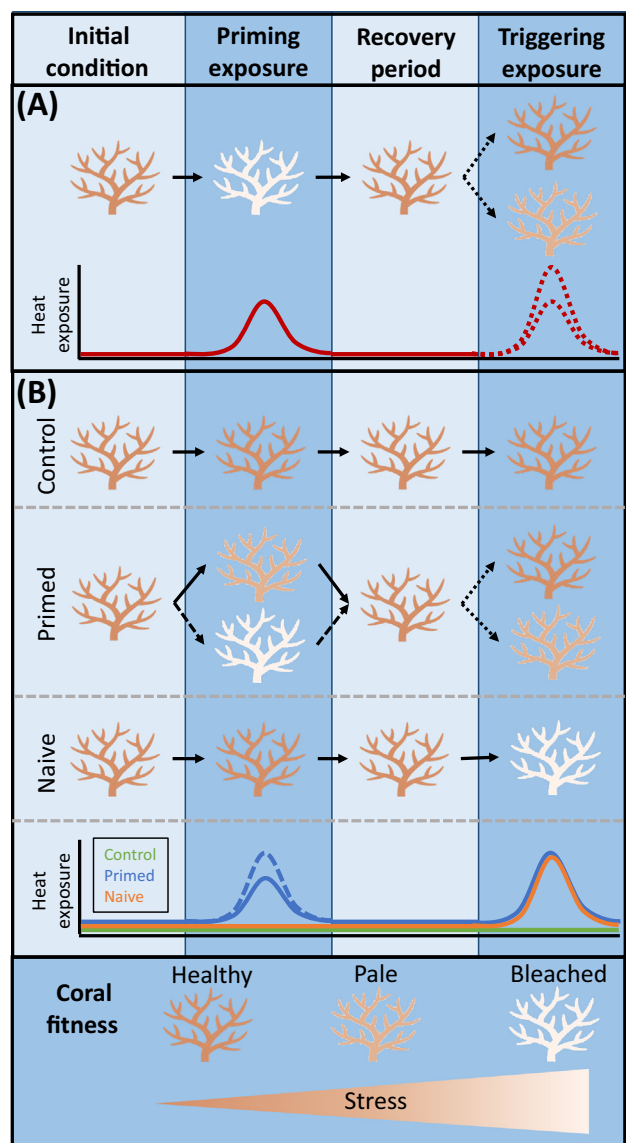 Initial
condition
Priming
exposure
Recovery
period
Triggering
exposure
(A)
Heat
exposure
(B)
Control
Primed
Naive
Heat
exposure
Control
Primed
Naive
Coral
fitness
Healthy
Pale
Bleached
Stress